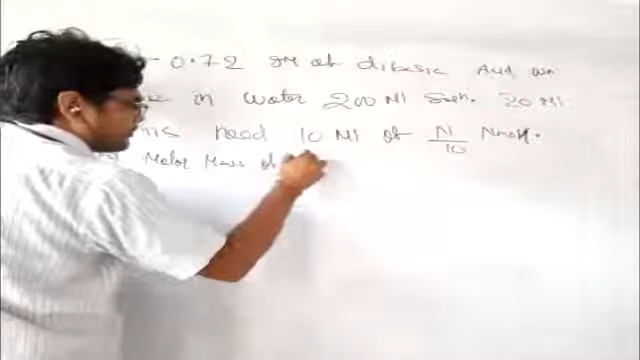 0.72 gm of dibasic Acid was
in water 200 Ml Soln. 20 Ml
need 10 Ml of N/10 NaOH.
Molar Mass of